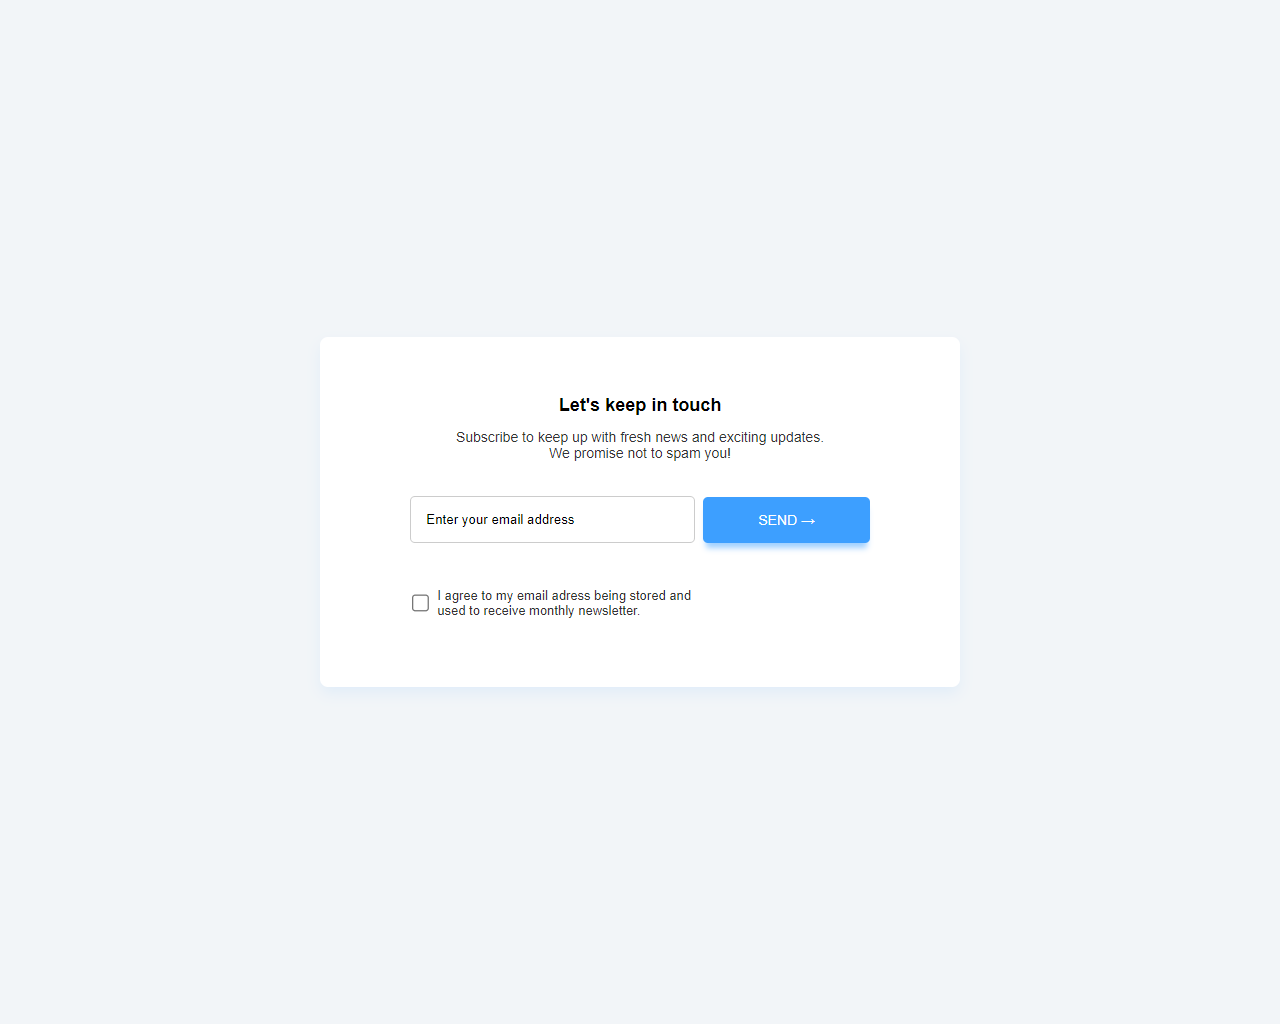 Let's keep in touch
Subscribe to keep up with fresh news and exciting updates.
We promise not to spam you!
Enter your email address
SEND →
I agree to my email adress being stored and
used to receive monthly newsletter.